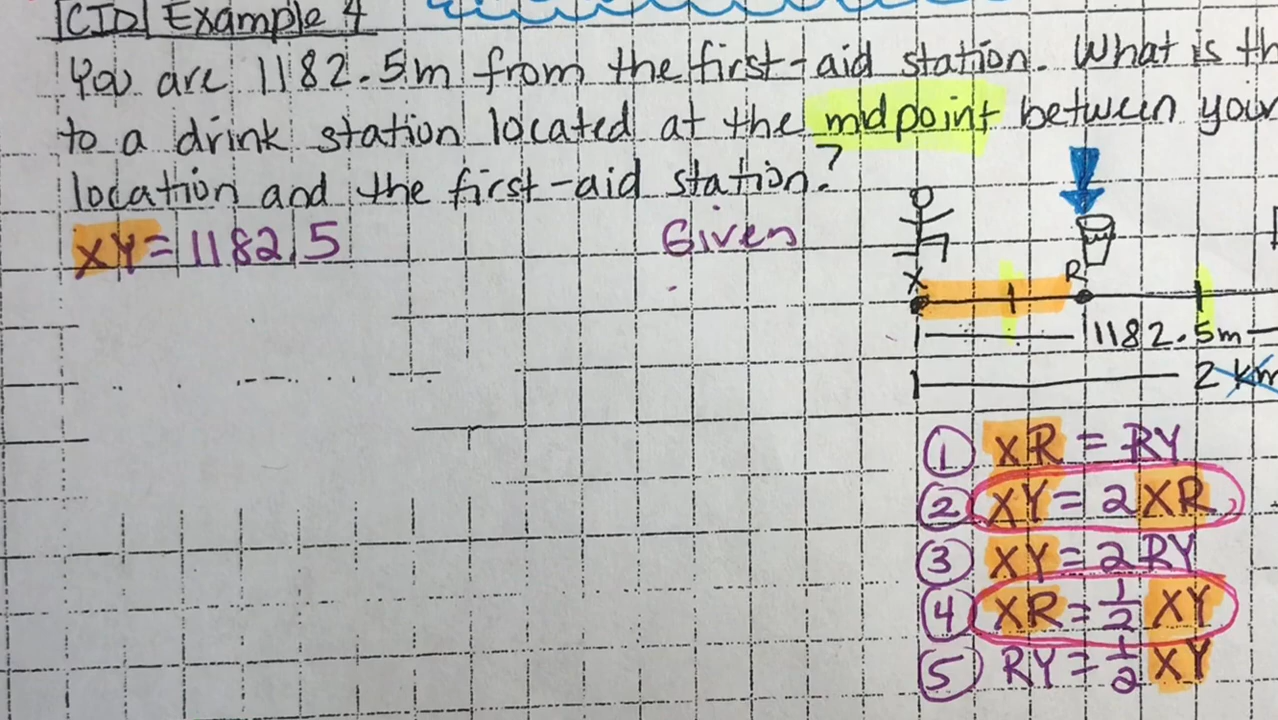 CID Example 4
You are 1182.5m from the first-aid station. What is th
to a drink station located at the midpoint between your
location and the first-aid station?
XY = 1182.5 Given
X R
1182.5m
2 km
① XR = RY
② XY = 2XR
③ XY = 2RY
④ XR = 1/2 XY
⑤ RY = 1/2 XY